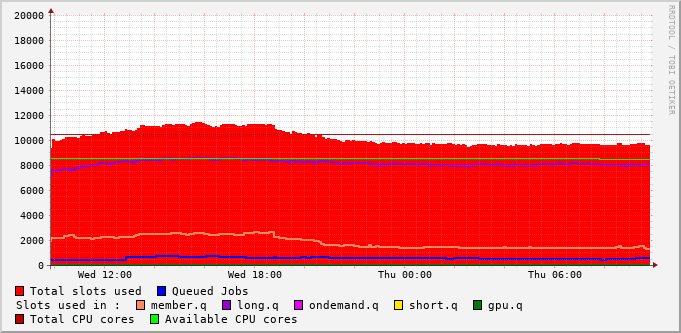 RRDTOOL / TOBI OETIKER
20000
18000
16000
14000
12000
10000
8000
6000
4000
2000
0
Wed 12:00 Wed 18:00 Thu 00:00 Thu 06:00
Total slots used Queued Jobs
Slots used in : member.q long.q ondemand.q short.q gpu.q
Total CPU cores Available CPU cores